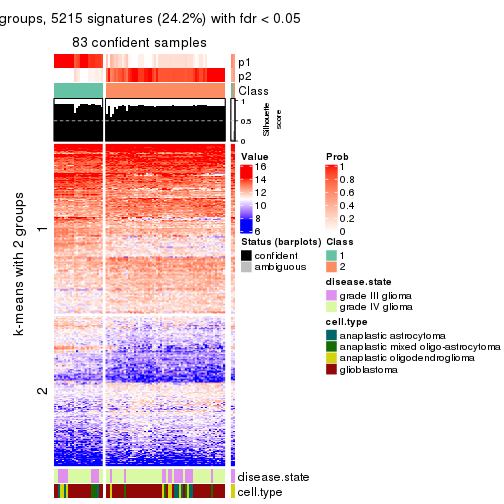 groups, 5215 signatures (24.2%) with fdr < 0.05
83 confident samples
p1
p2
Class
1
0.5
0
Silhouette
score
k-means with 2 groups
1
2
Value
16
14
12
10
8
6
Prob
1
0.8
0.6
0.4
0.2
0
Status (barplots)
confident
ambiguous
Class
1
2
disease.state
grade III glioma
grade IV glioma
cell.type
anaplastic astrocytoma
anaplastic mixed oligo-astrocytoma
anaplastic oligodendroglioma
glioblastoma
disease.state
cell.type